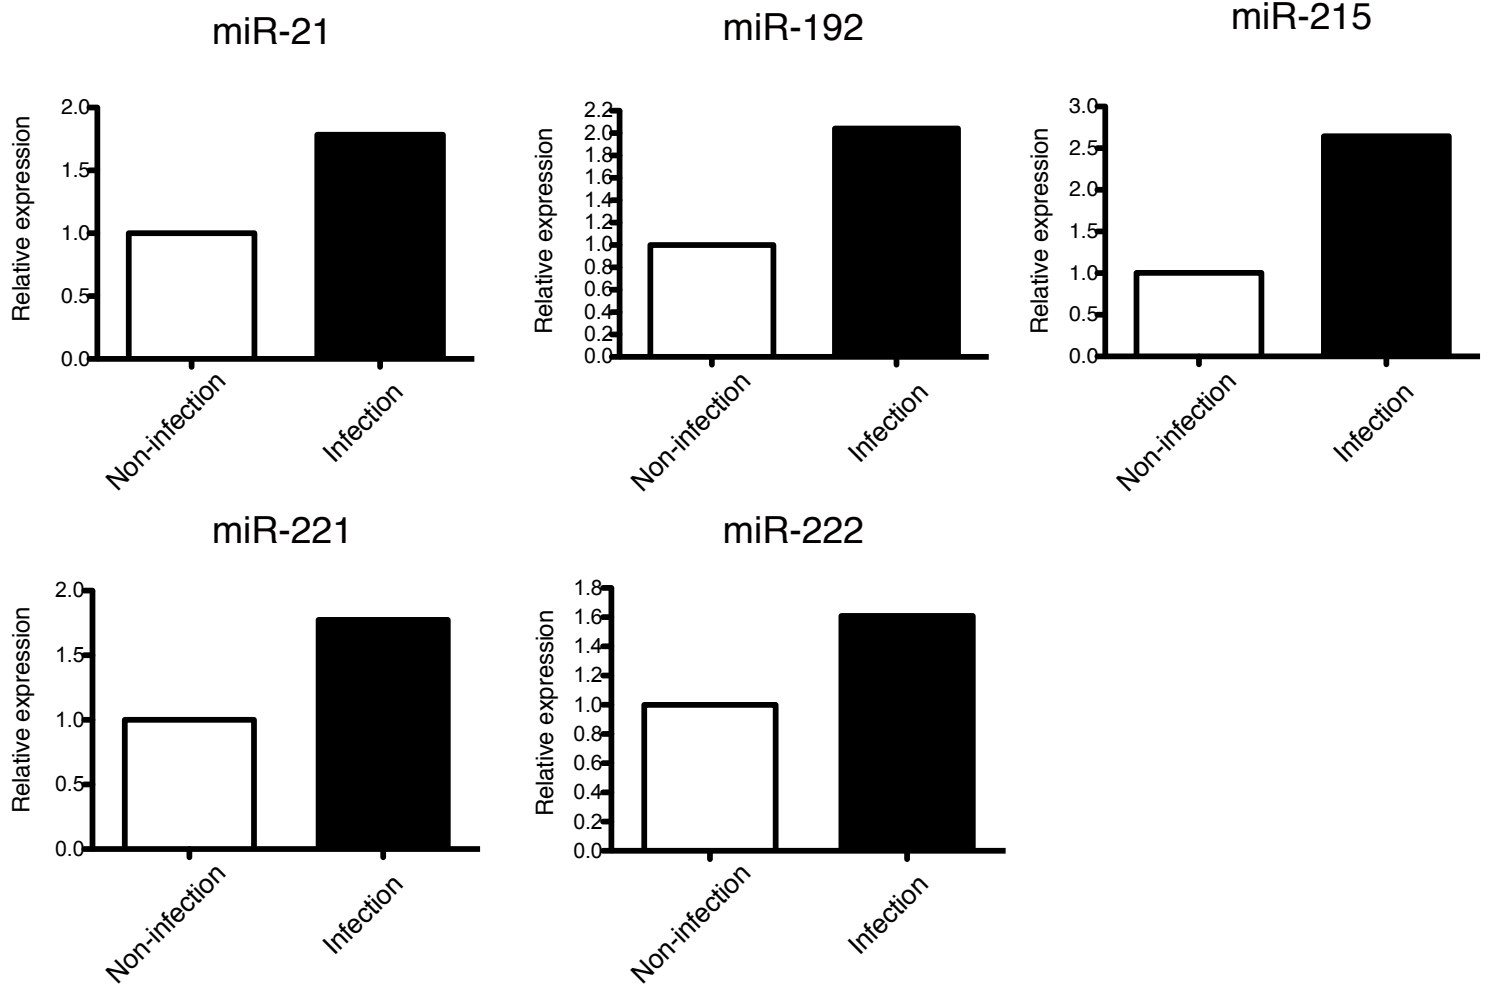 miR-21
Relative expression
2.0
1.5
1.0
0.5
0.0
Non-infection
Infection
miR-192
Relative expression
2.2
2.0
1.8
1.6
1.4
1.2
1.0
0.8
0.6
0.4
0.2
0.0
Non-infection
Infection
miR-215
Relative expression
3.0
2.5
2.0
1.5
1.0
0.5
0.0
Non-infection
Infection
miR-221
Relative expression
2.0
1.5
1.0
0.5
0.0
Non-infection
Infection
miR-222
Relative expression
1.8
1.6
1.4
1.2
1.0
0.8
0.6
0.4
0.2
0.0
Non-infection
Infection